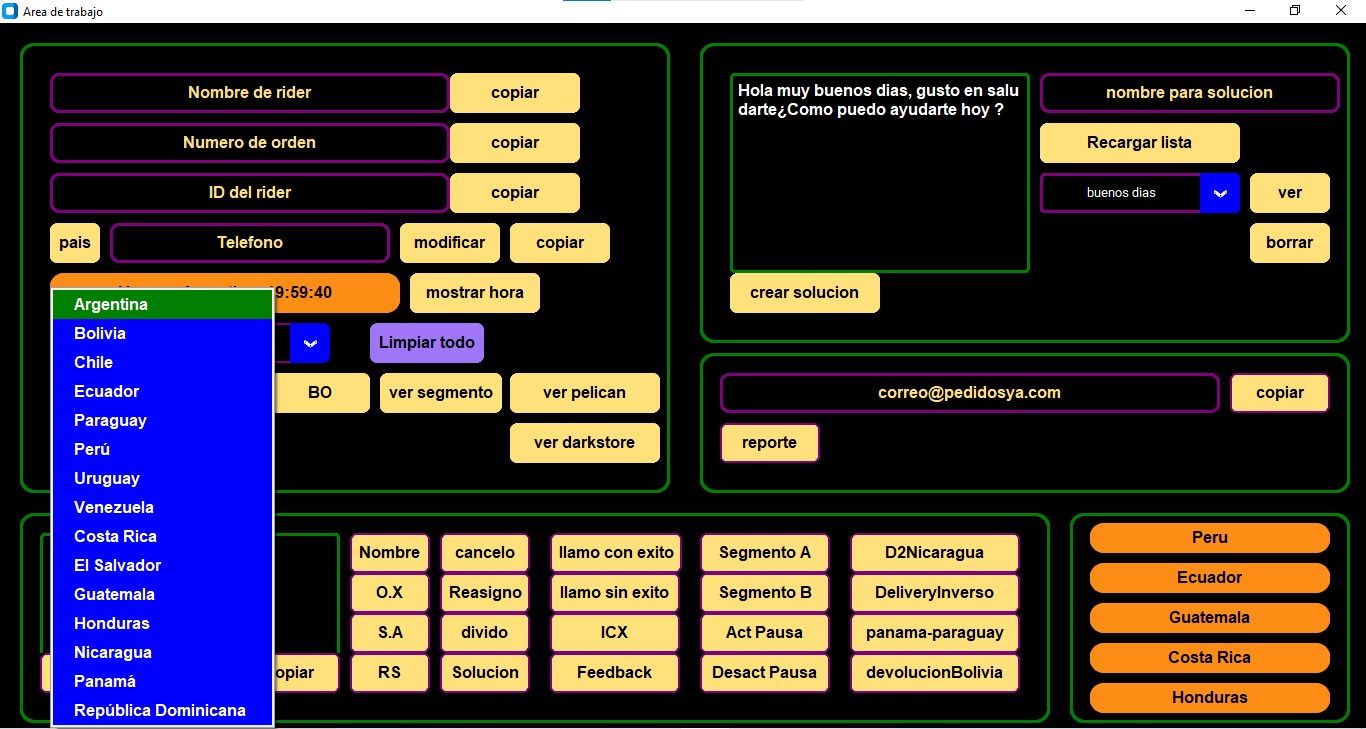 Area de trabajo
Nombre de rider copiar
Numero de orden copiar
ID del rider copiar
pais Telefono modificar copiar
9:59:40 mostrar hora
Limpiar todo
BO ver segmento ver pelican
ver darkstore
Argentina
Bolivia
Chile
Ecuador
Paraguay
Perú
Uruguay
Venezuela
Costa Rica
El Salvador
Guatemala
Honduras
Nicaragua
Panamá
República Dominicana
Hola muy buenos dias, gusto en salu
darte¿Como puedo ayudarte hoy ?
nombre para solucion
Recargar lista
buenos dias ver
borrar
crear solucion
correo@pedidosya.com copiar
reporte
Nombre cancelo llamo con exito Segmento A D2Nicaragua
O.X Reasigno llamo sin exito Segmento B DeliveryInverso
S.A divido ICX Act Pausa panama-paraguay
opiar RS Solucion Feedback Desact Pausa devolucionBolivia
Peru
Ecuador
Guatemala
Costa Rica
Honduras